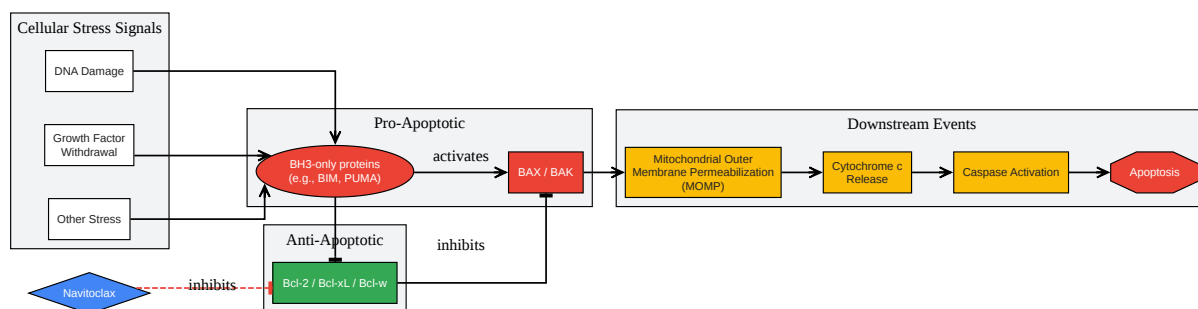 Cellular Stress Signals
DNA Damage
Growth Factor
Withdrawal
Other Stress
Pro-Apoptotic
BH3-only proteins
(e.g., BIM, PUMA)
activates
BAX / BAK
Downstream Events
Mitochondrial Outer
Membrane Permeabilization
(MOMP)
Cytochrome c
Release
Caspase Activation
Apoptosis
Anti-Apoptotic
inhibits
Bcl-2 / Bcl-xL / Bcl-w
inhibits
Navitoclax